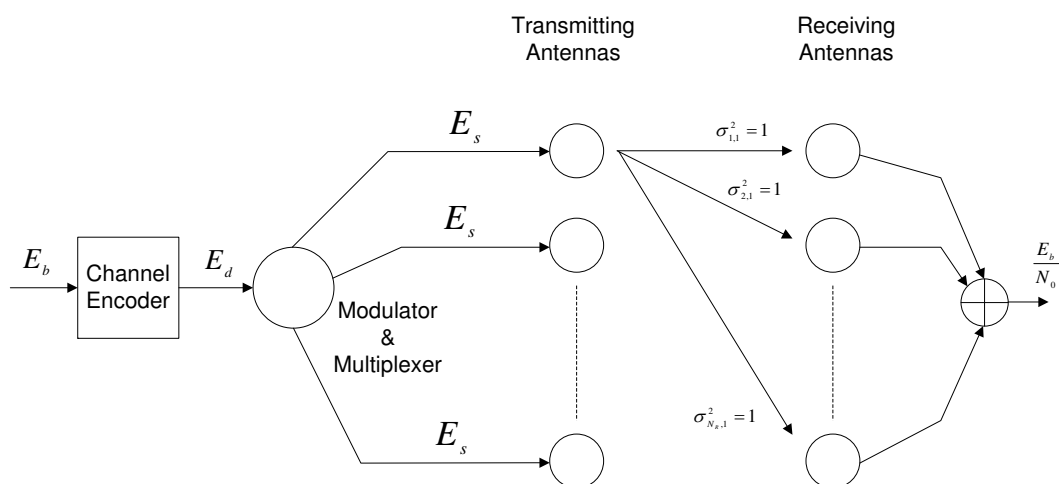 Transmitting
Antennas
Receiving
Antennas
E_s
σ²_{1,1} = 1
σ²_{2,1} = 1
E_s
E_b
Channel
Encoder
E_d
E_b
N_0
Modulator
&
Multiplexer
σ²_{N_R,1} = 1
E_s